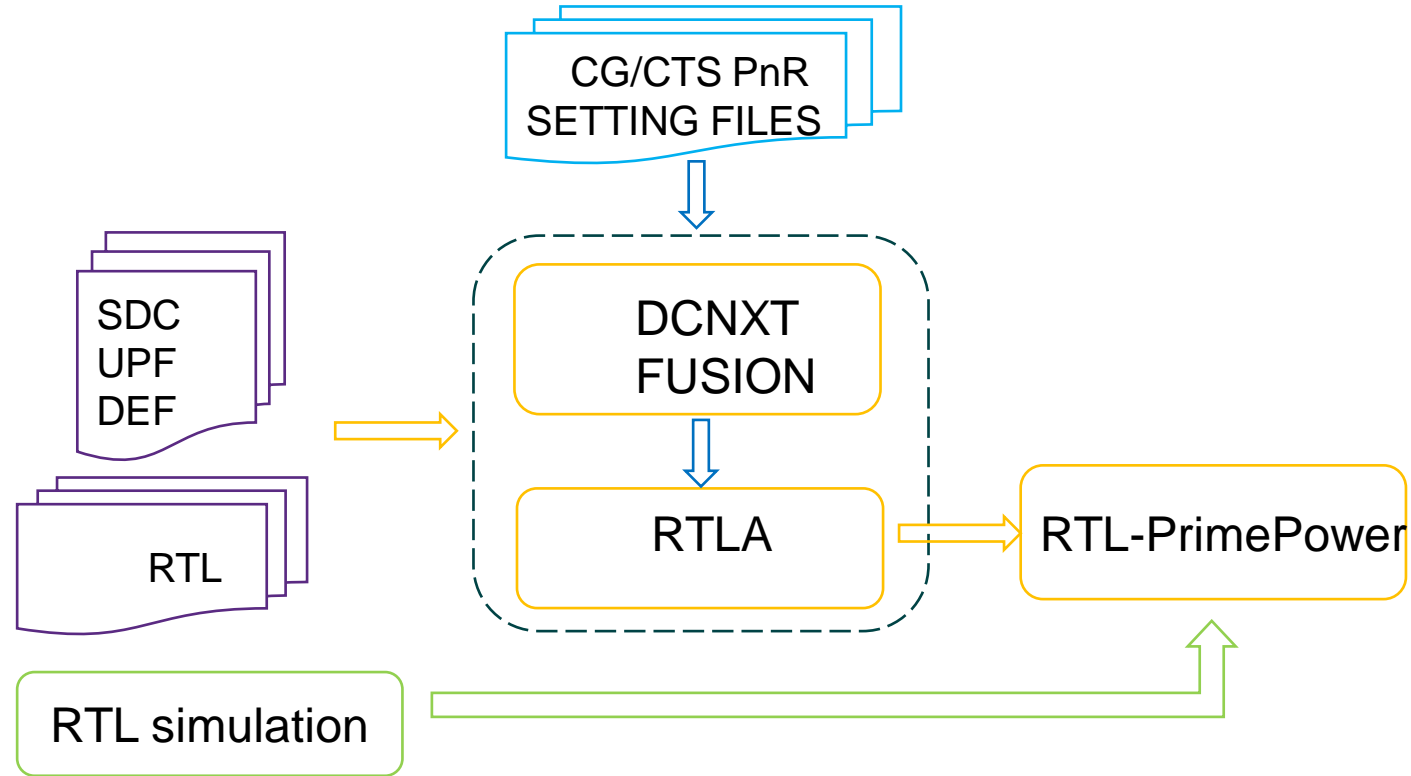 CG/CTS PnR
SETTING FILES
SDC
UPF
DEF
DCNXT
FUSION
RTL
RTLA
RTL-PrimePower
RTL simulation